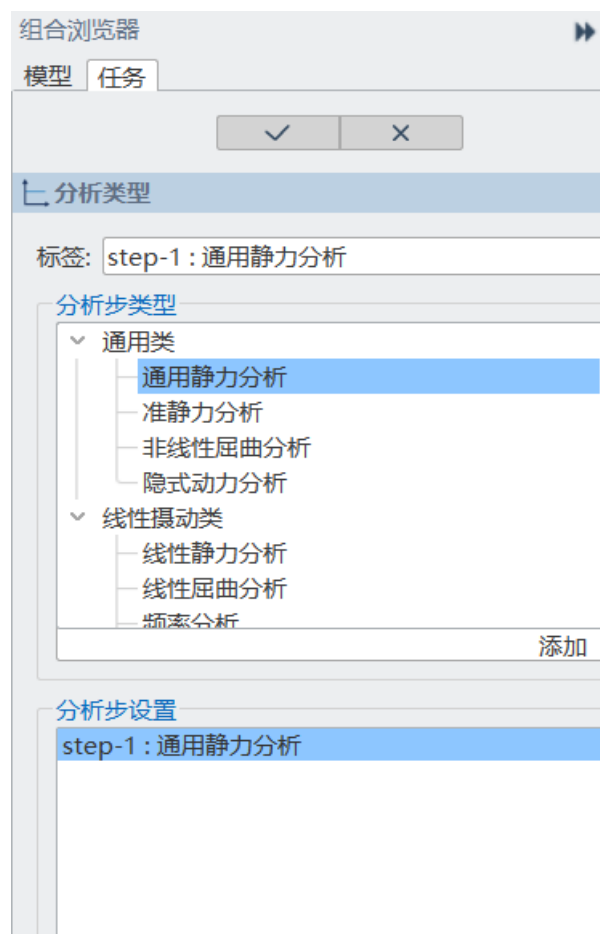 组合浏览器
模型 任务
分析类型
标签: step-1 : 通用静力分析
分析步类型
通用类
通用静力分析
准静力分析
非线性屈曲分析
隐式动力分析
线性摄动类
线性静力分析
线性屈曲分析
频率分析
添加
分析步设置
step-1 : 通用静力分析